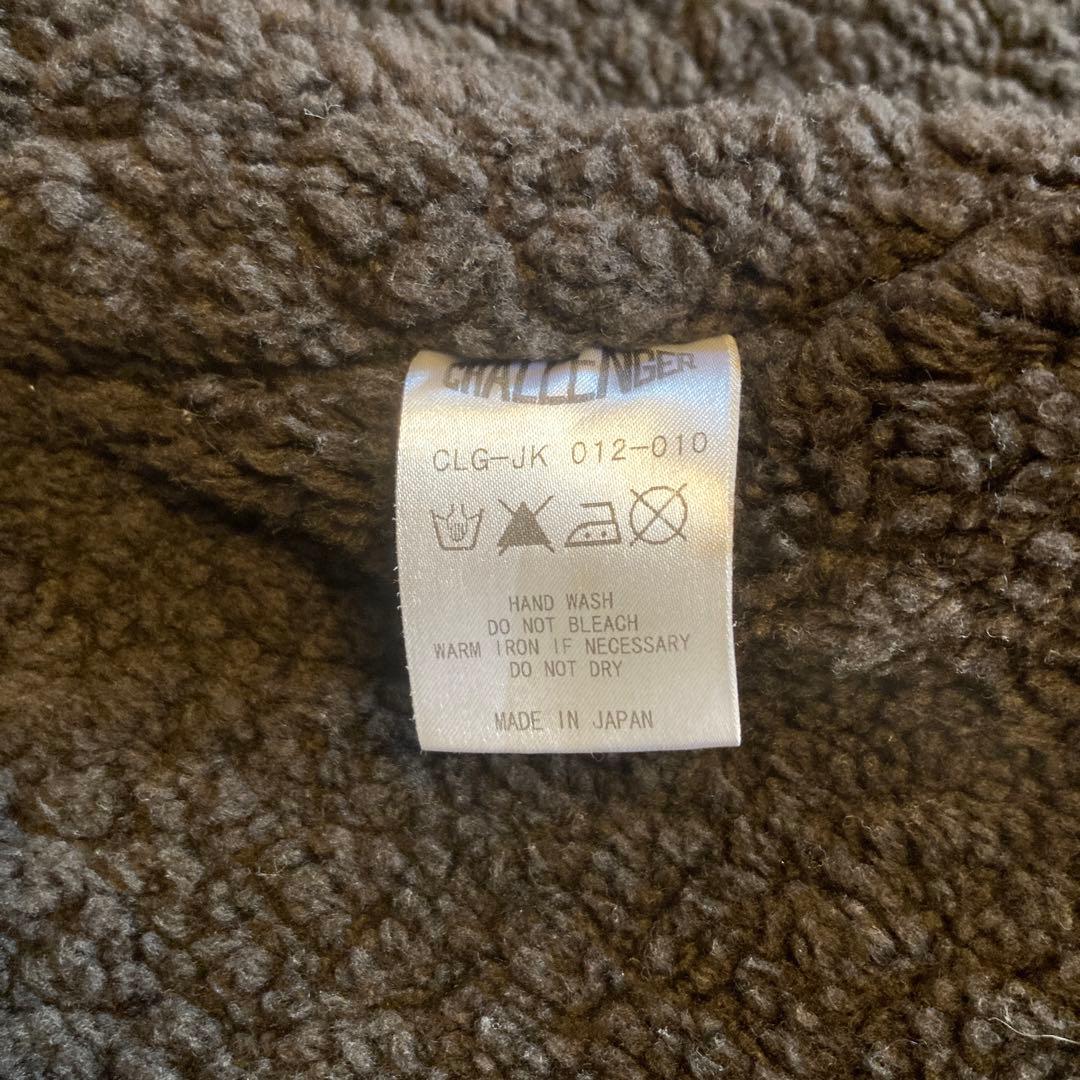 CHALLENGER
CLG-JK 012-010
HAND WASH
DO NOT BLEACH
WARM IRON IF NECESSARY
DO NOT DRY
MADE IN JAPAN